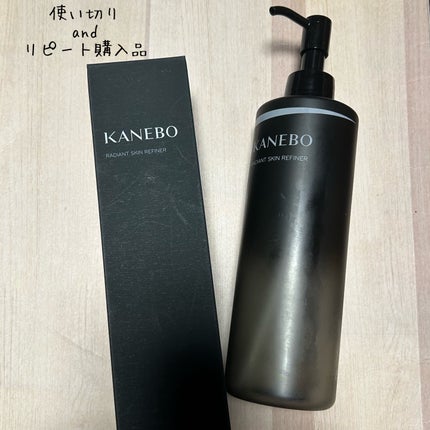 使い切り
and
リピート購入品
KANEBO
RADIANT SKIN REFINER
KANEBO
RADIANT SKIN REFINER